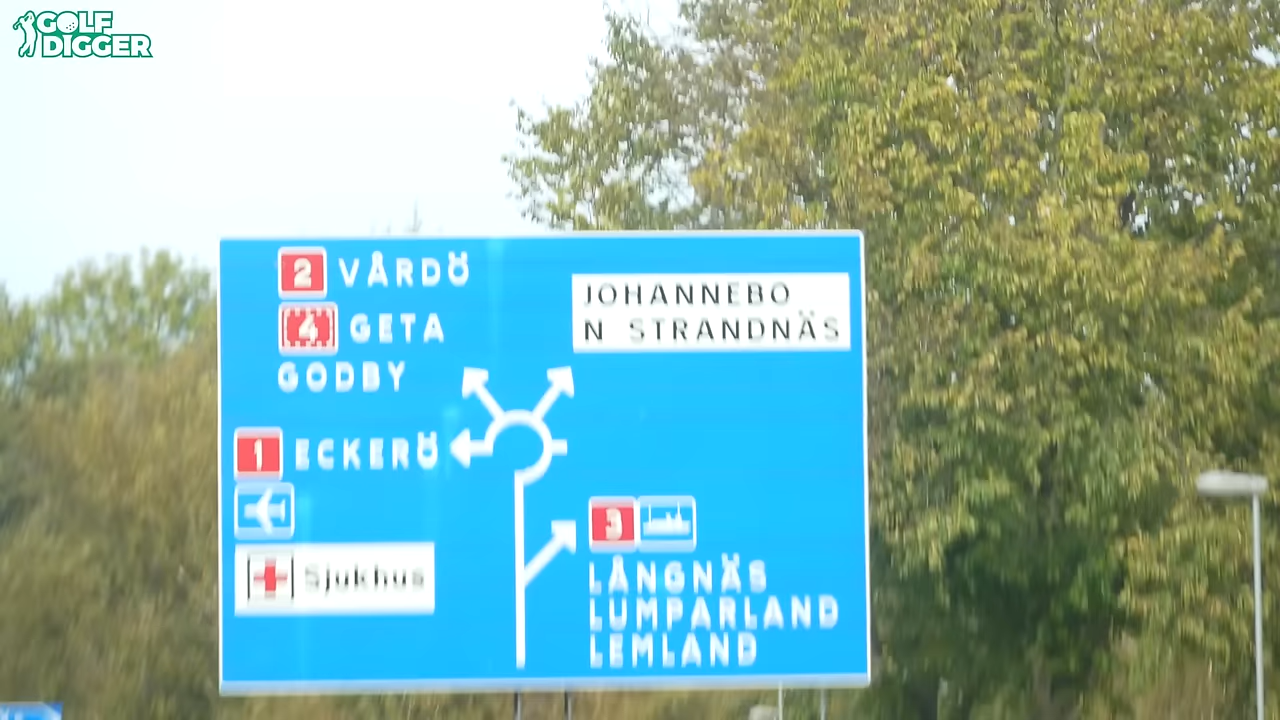 GOLF
DIGGER
2 VÅRDÖ
4 GETA
GODBY
JOHANNEBO
N STRANDNÄS
1 ECKERÖ
Sjukhus
3
LÅNGNÄS
LUMPARLAND
LEMLAND